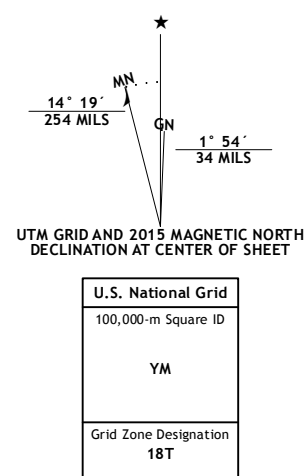 ★
MN
14° 19´
254 MILS
GN
1° 54´
34 MILS
UTM GRID AND 2015 MAGNETIC NORTH
DECLINATION AT CENTER OF SHEET
U.S. National Grid
100,000-m Square ID
YM
Grid Zone Designation
18T